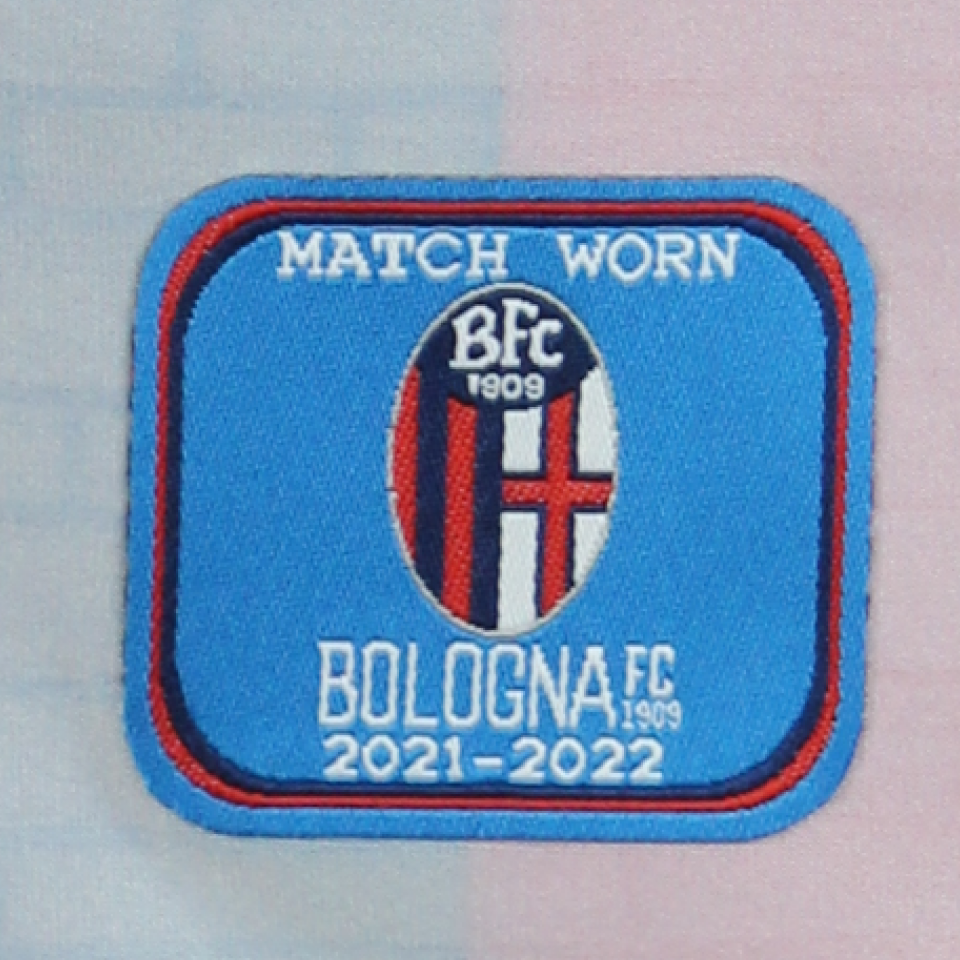 MATCH WORN
BFC
1909
BOLOGNA FC
1909
2021-2022